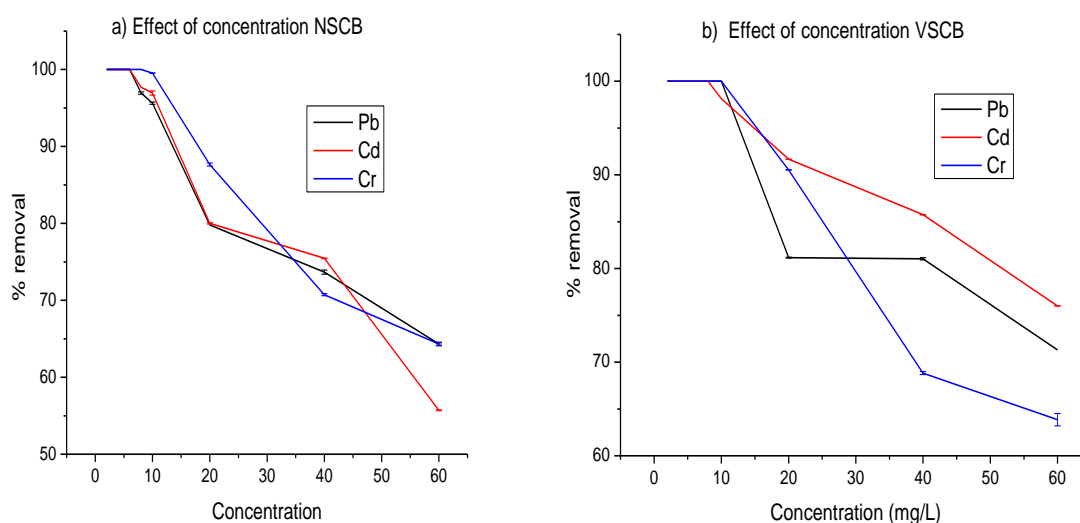 a) Effect of concentration NSCB
100
90
80
70
60
50
% removal
0 10 20 30 40 50 60
Concentration
Pb
Cd
Cr
b) Effect of concentration VSCB
100
90
80
70
60
% removal
0 10 20 30 40 50 60
Concentration (mg/L)
Pb
Cd
Cr